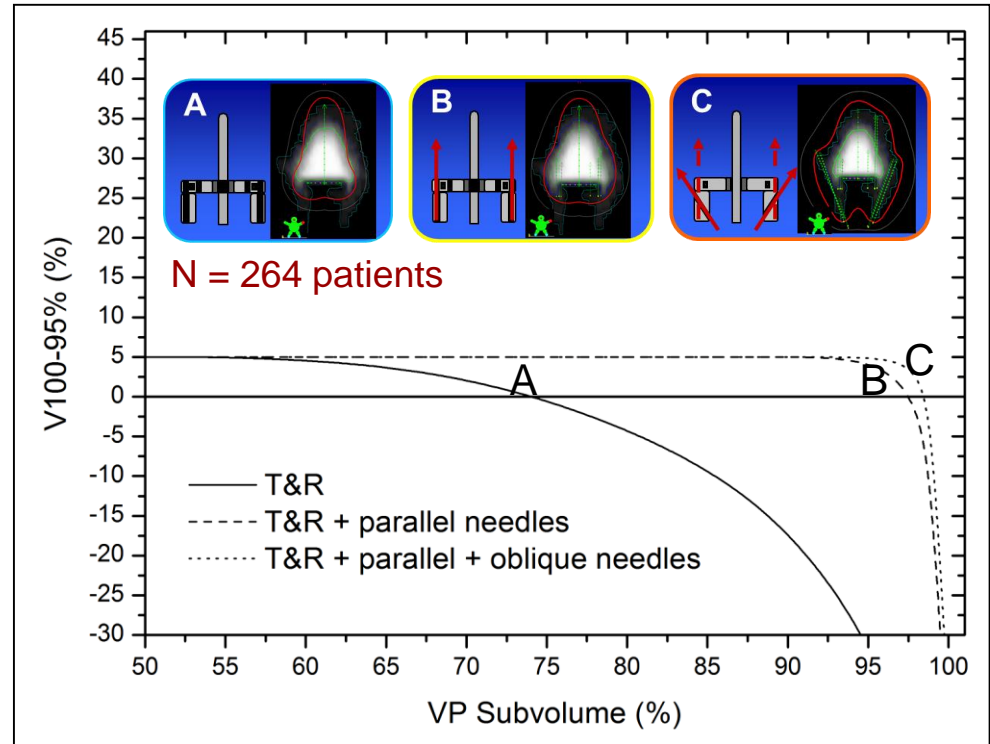 A
B
C
N = 264 patients
V100-95% (%)
45
40
35
30
25
20
15
10
5
0
-5
-10
-15
-20
-25
-30
A
B
C
T&R
T&R + parallel needles
T&R + parallel + oblique needles
50 55 60 65 70 75 80 85 90 95 100
VP Subvolume (%)